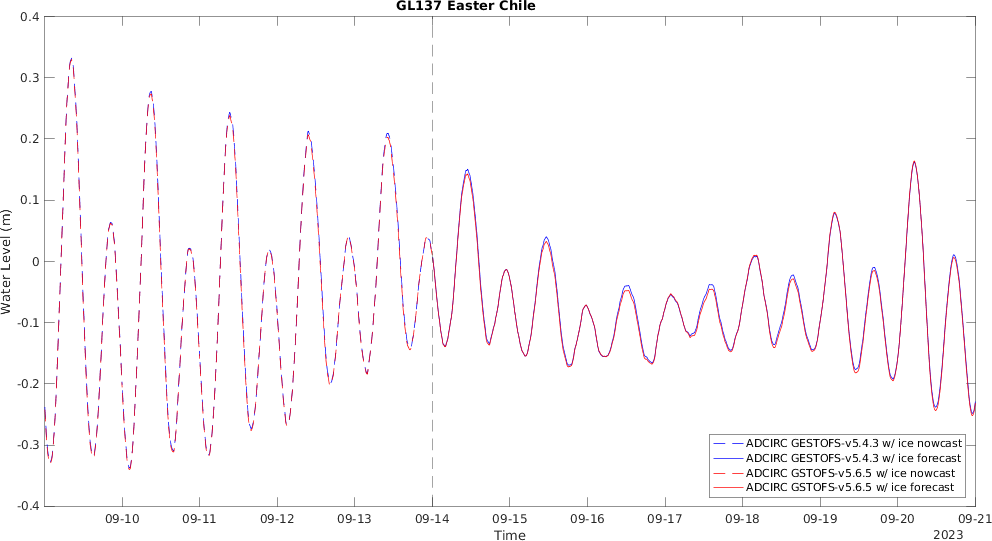 GL137 Easter Chile
0.4
0.3
0.2
0.1
0
-0.1
-0.2
-0.3
-0.4
Water Level (m)
ADCIRC GESTOFS-v5.4.3 w/ ice nowcast
ADCIRC GESTOFS-v5.4.3 w/ ice forecast
ADCIRC GSTOFS-v5.6.5 w/ ice nowcast
ADCIRC GSTOFS-v5.6.5 w/ ice forecast
09-10 09-11 09-12 09-13 09-14 09-15 09-16 09-17 09-18 09-19 09-20 09-21
Time
2023